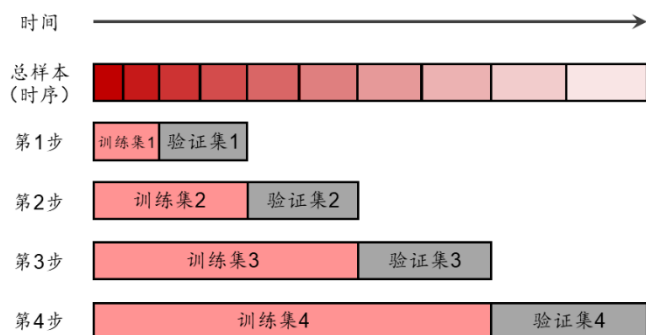 时间
总样本
(时序)
第1步
训练集1 验证集1
第2步
训练集2 验证集2
第3步
训练集3 验证集3
第4步
训练集4 验证集4